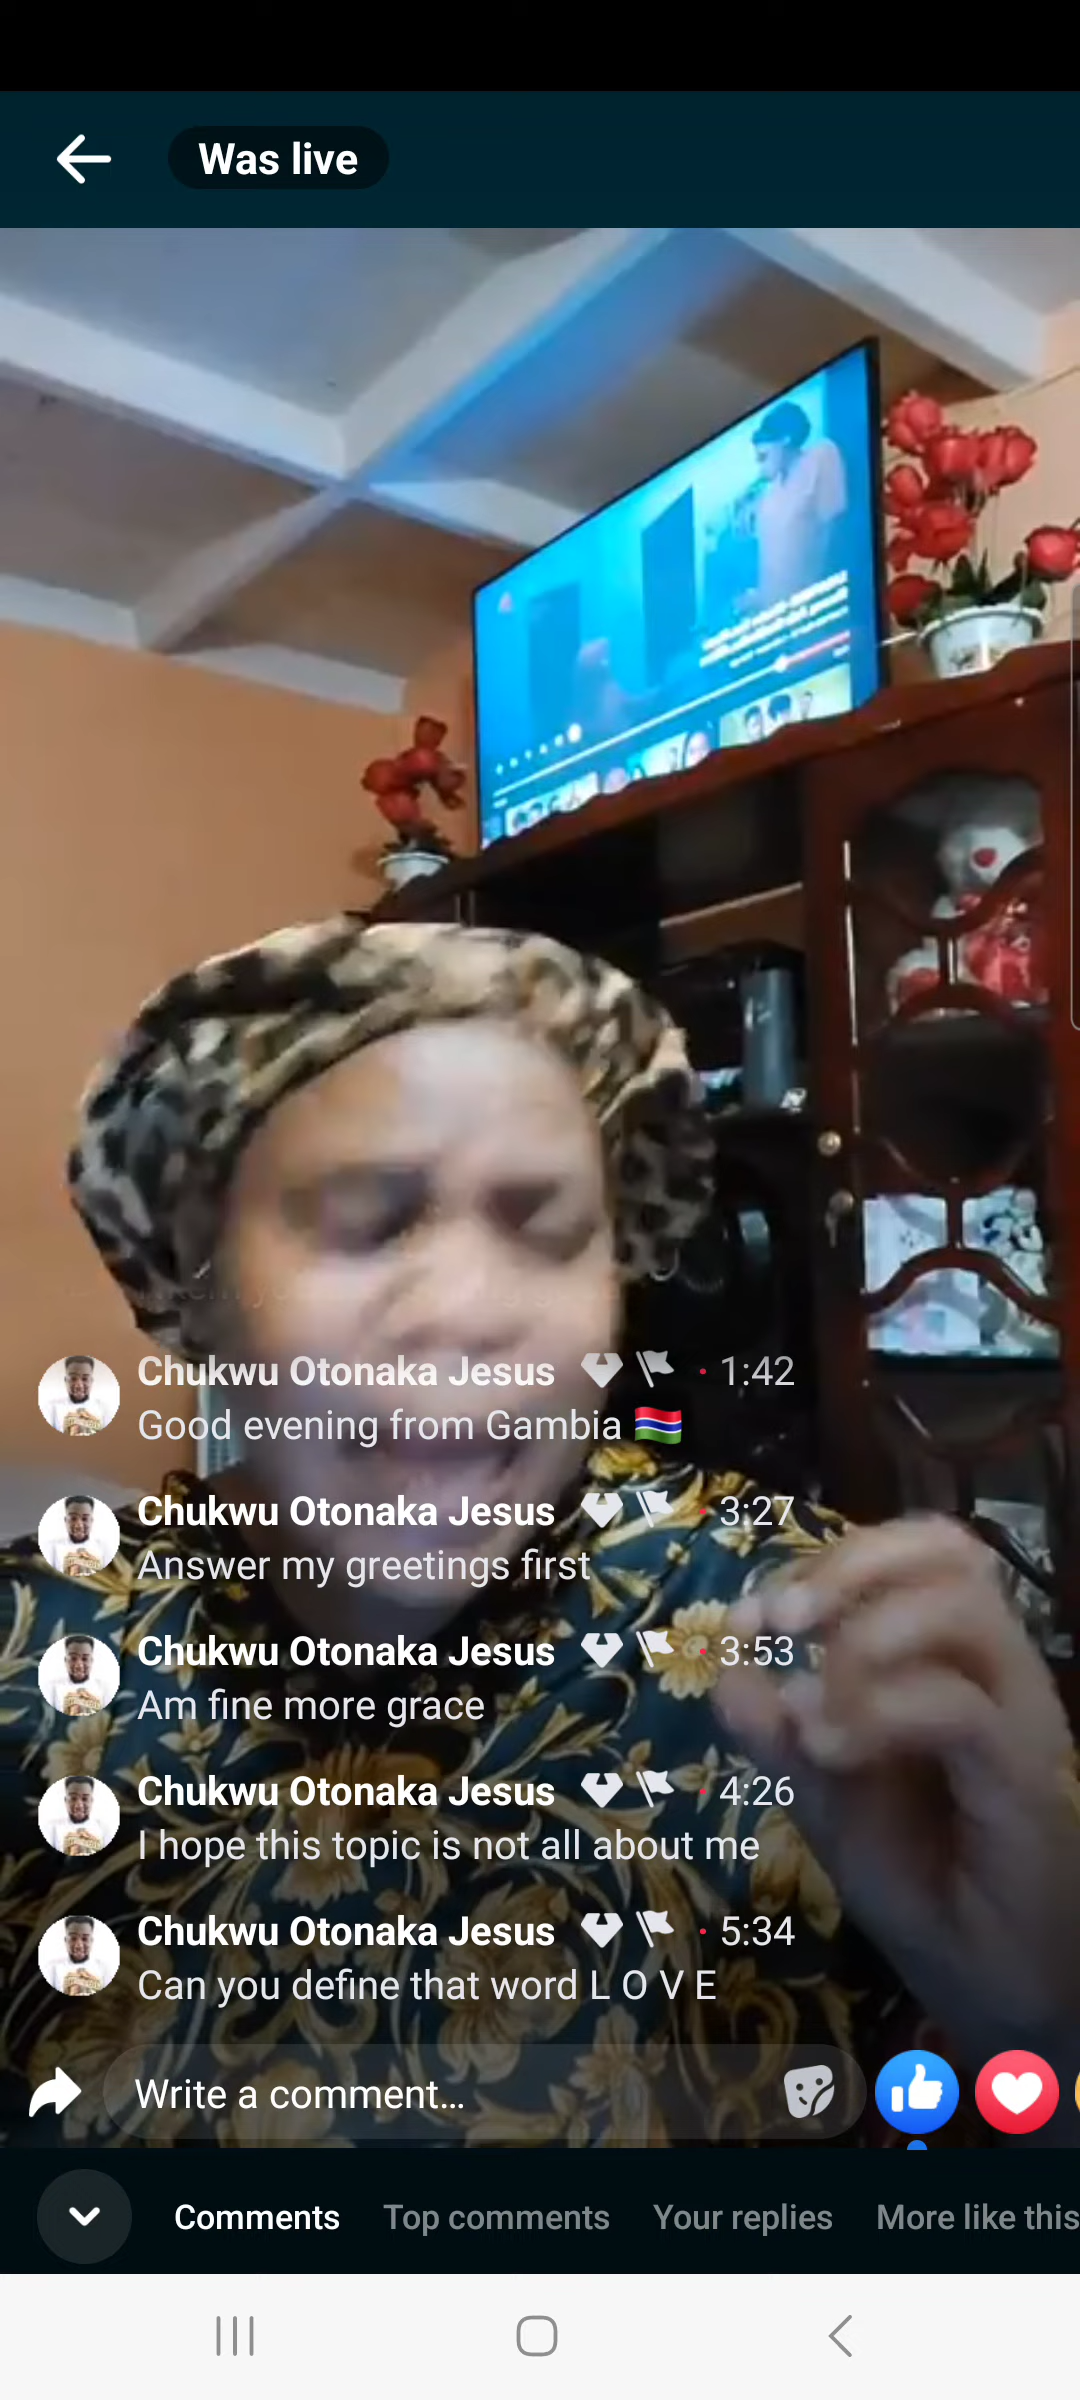 Was live
Chukwu Otonaka Jesus · 1:42
Good evening from Gambia 🇬🇲
Chukwu Otonaka Jesus · 3:27
Answer my greetings first
Chukwu Otonaka Jesus · 3:53
Am fine more grace
Chukwu Otonaka Jesus · 4:26
I hope this topic is not all about me
Chukwu Otonaka Jesus · 5:34
Can you define that word L O V E
Write a comment...
Comments Top comments Your replies More like this